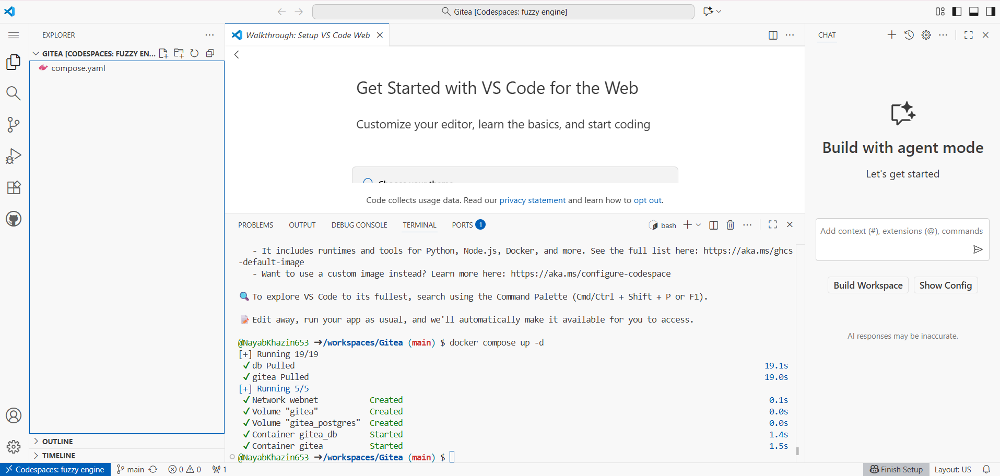 Gitea [Codespaces: fuzzy engine]
EXPLORER
GITEA [CODESPACES: FUZZY EN...
compose.yaml
OUTLINE
TIMELINE
Walkthrough: Setup VS Code Web
Get Started with VS Code for the Web
Customize your editor, learn the basics, and start coding
Choose your theme
Code collects usage data. Read our privacy statement and learn how to opt out.
PROBLEMS
OUTPUT
DEBUG CONSOLE
TERMINAL
PORTS 1
bash
- It includes runtimes and tools for Python, Node.js, Docker, and more. See the full list here: https://aka.ms/ghcs
-default-image
- Want to use a custom image instead? Learn more here: https://aka.ms/configure-codespace
To explore VS Code to its fullest, search using the Command Palette (Cmd/Ctrl + Shift + P or F1).
Edit away, run your app as usual, and we'll automatically make it available for you to access.
@NayabKhazin653 ➜/workspaces/Gitea (main) $ docker compose up -d
[+] Running 19/19
✔ db Pulled 19.1s
✔ gitea Pulled 19.0s
[+] Running 5/5
✔ Network webnet Created 0.1s
✔ Volume "gitea" Created 0.0s
✔ Volume "gitea_postgres" Created 0.0s
✔ Container gitea_db Started 1.4s
✔ Container gitea Started 1.5s
@NayabKhazin653 ➜/workspaces/Gitea (main) $
CHAT
Build with agent mode
Let's get started
Add context (#), extensions (@), commands
Build Workspace
Show Config
AI responses may be inaccurate.
Codespaces: fuzzy engine
main
0
0
1
Finish Setup
Layout: US